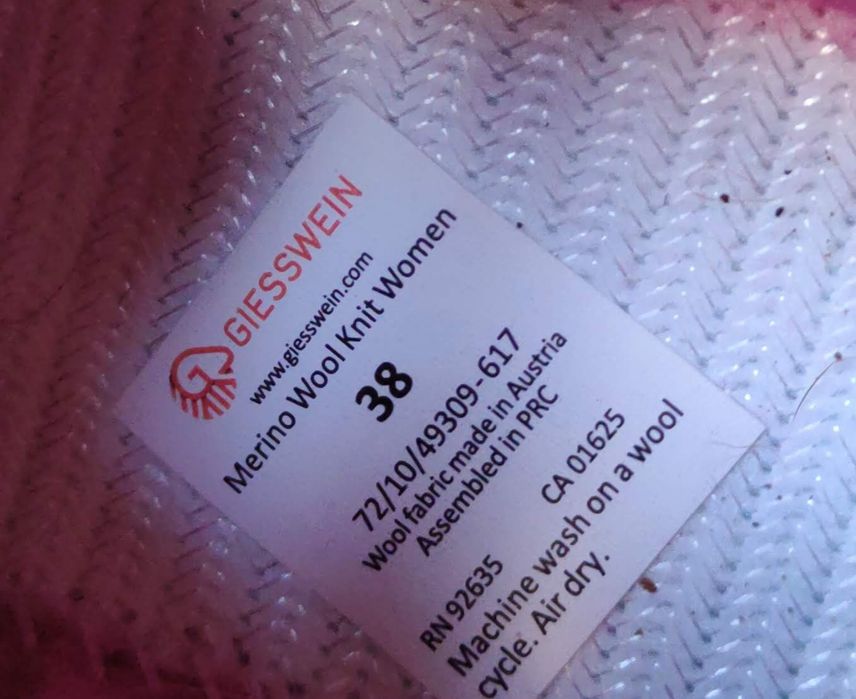 GIESSWEIN
www.giesswein.com
Merino Wool Knit Women
38
72/10/49309-617
Wool fabric made in Austria
Assembled in PRC
RN 92635 CA 01625
Machine wash on a wool
cycle. Air dry.